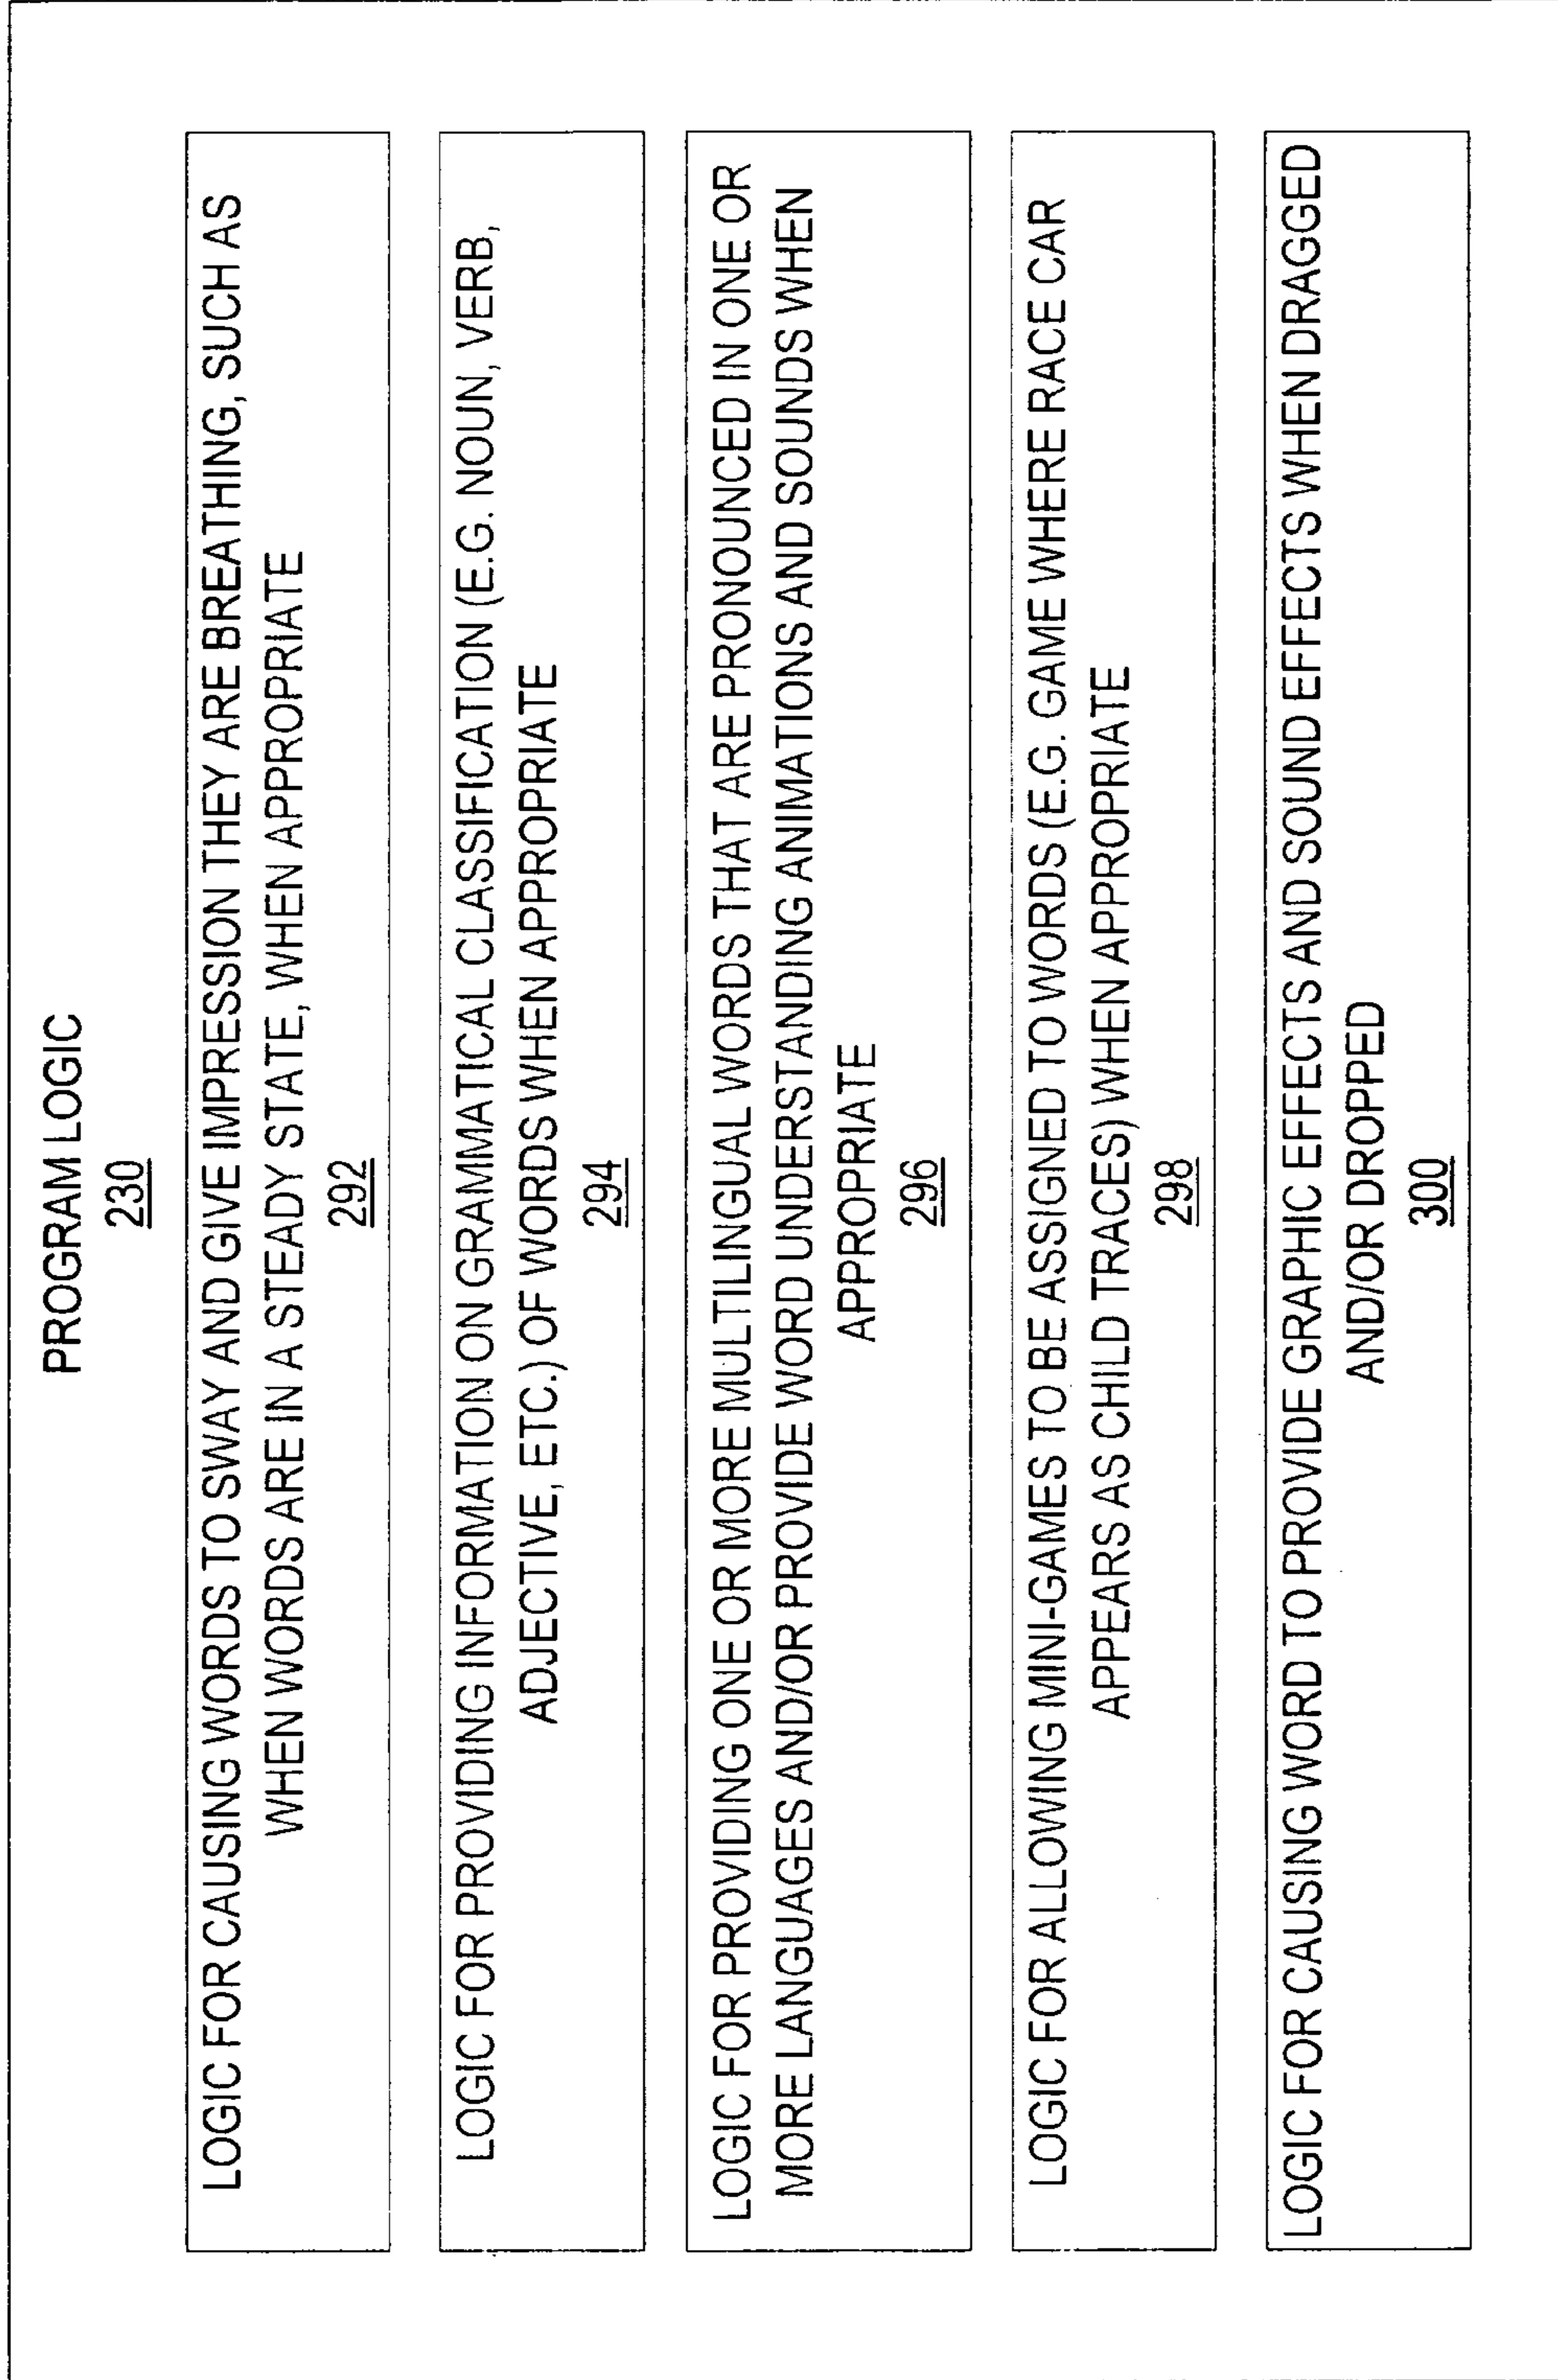 PROGRAM LOGIC
230
LOGIC FOR CAUSING WORDS TO SWAY AND GIVE IMPRESSION THEY ARE BREATHING, SUCH AS
WHEN WORDS ARE IN A STEADY STATE, WHEN APPROPRIATE
292
LOGIC FOR PROVIDING INFORMATION ON GRAMMATICAL CLASSIFICATION (E.G. NOUN, VERB,
ADJECTIVE, ETC.) OF WORDS WHEN APPROPRIATE
294
LOGIC FOR PROVIDING ONE OR MORE MULTILINGUAL WORDS THAT ARE PRONOUNCED IN ONE OR
MORE LANGUAGES AND/OR PROVIDE WORD UNDERSTANDING ANIMATIONS AND SOUNDS WHEN
APPROPRIATE
296
LOGIC FOR ALLOWING MINI-GAMES TO BE ASSIGNED TO WORDS (E.G. GAME WHERE RACE CAR
APPEARS AS CHILD TRACES) WHEN APPROPRIATE
298
LOGIC FOR CAUSING WORD TO PROVIDE GRAPHIC EFFECTS AND SOUND EFFECTS WHEN DRAGGED
AND/OR DROPPED
300